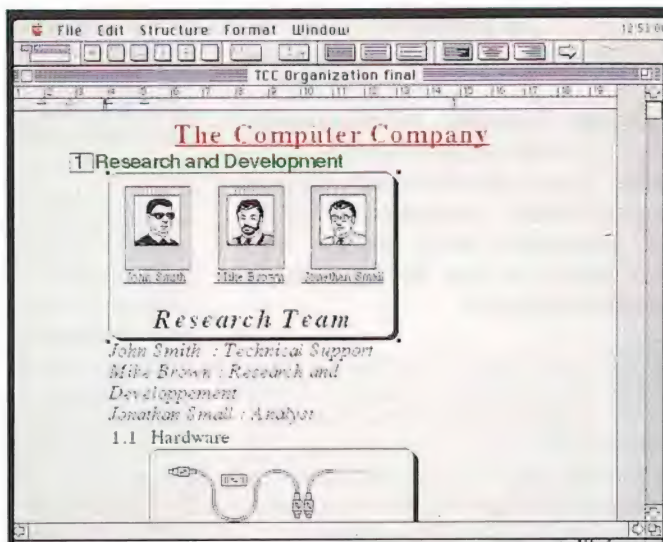 File Edit Structure Format Window
TCC Organization final
The Computer Company
1 Research and Development
John Smith Mike Brown Jonathan Small
Research Team
John Smith : Technical Support
Mike Brown : Research and
Developpement
Jonathan Small : Analyst
1.1 Hardware